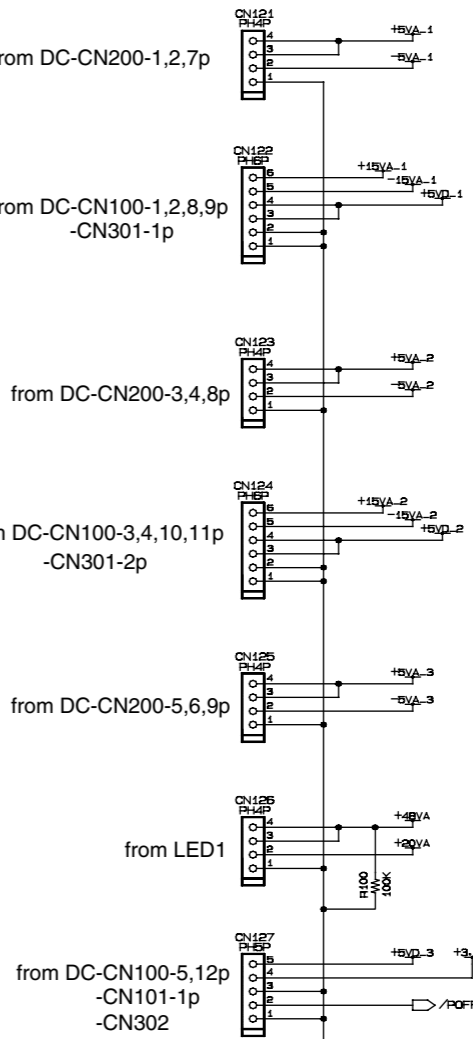 CN121
PH4P
4
3
2
1
+5VA_1
-5VA_1
from DC-CN200-1,2,7p
CN122
PH6P
6
5
4
3
2
1
+15VA_1
-15VA_1
+5VD_1
from DC-CN100-1,2,8,9p
-CN301-1p
CN123
PH4P
4
3
2
1
+5VA_2
-5VA_2
from DC-CN200-3,4,8p
CN124
PH6P
6
5
4
3
2
1
+15VA_2
-15VA_2
+5VD_2
DC-CN100-3,4,10,11p
-CN301-2p
CN125
PH4P
4
3
2
1
+5VA_3
-5VA_3
from DC-CN200-5,6,9p
CN126
PH4P
4
3
2
1
+48VA
+20VA
R100
100K
from LED1
CN127
PH5P
5
4
3
2
1
+5VD_3
+3.
/POFF
from DC-CN100-5,12p
-CN101-1p
-CN302